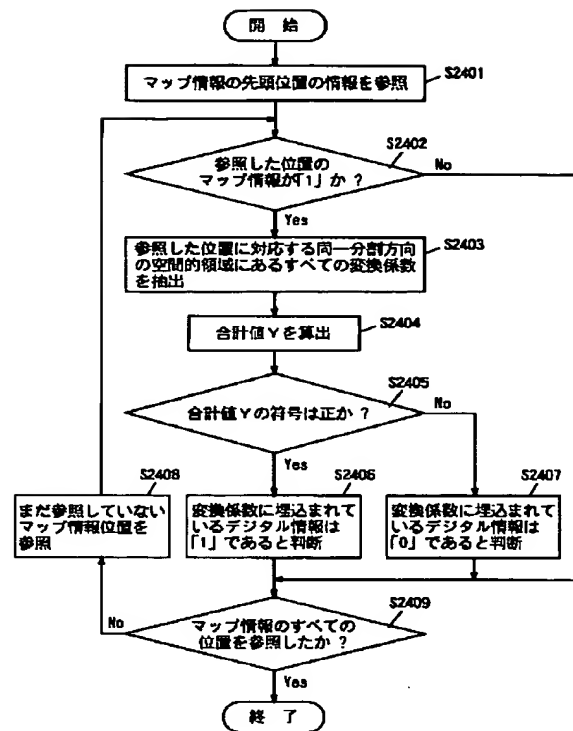 開 始
マップ情報の先頭位置の情報を参照
S2401
S2402
参照した位置の
マップ情報が「1」か ?
No
Yes
参照した位置に対応する同一分割方向
の空間的領域にあるすべての変換係数
を抽出
S2403
合計値Yを算出
S2404
S2405
合計値Yの符号は正か ?
No
Yes
S2408
まだ参照していない
マップ情報位置を
参照
S2406
変換係数に埋込まれて
いるデジタル情報は
「1」であると判断
S2407
変換係数に埋込まれて
いるデジタル情報は
「0」であると判断
S2409
マップ情報のすべての
位置を参照したか ?
No
Yes
終 了